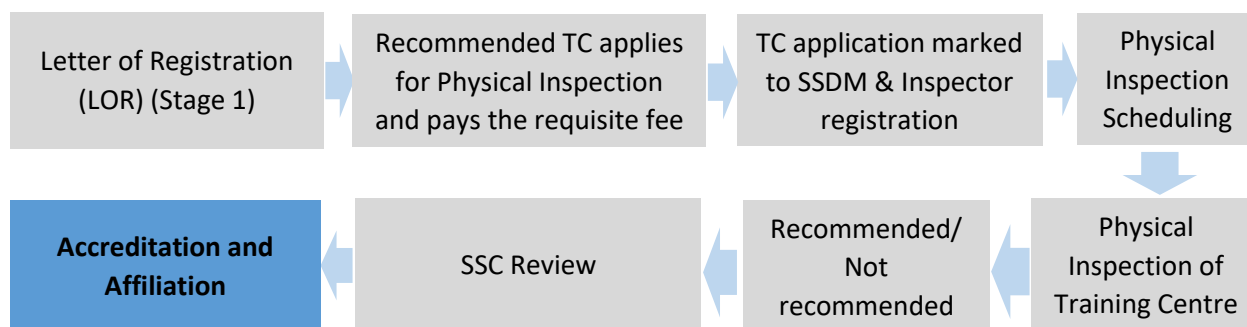 Letter of Registration
(LOR) (Stage 1)
Recommended TC applies
for Physical Inspection
and pays the requisite fee
TC application marked
to SSDM & Inspector
registration
Physical
Inspection
Scheduling
Physical
Inspection of
Training Centre
Recommended/
Not
recommended
SSC Review
Accreditation and
Affiliation